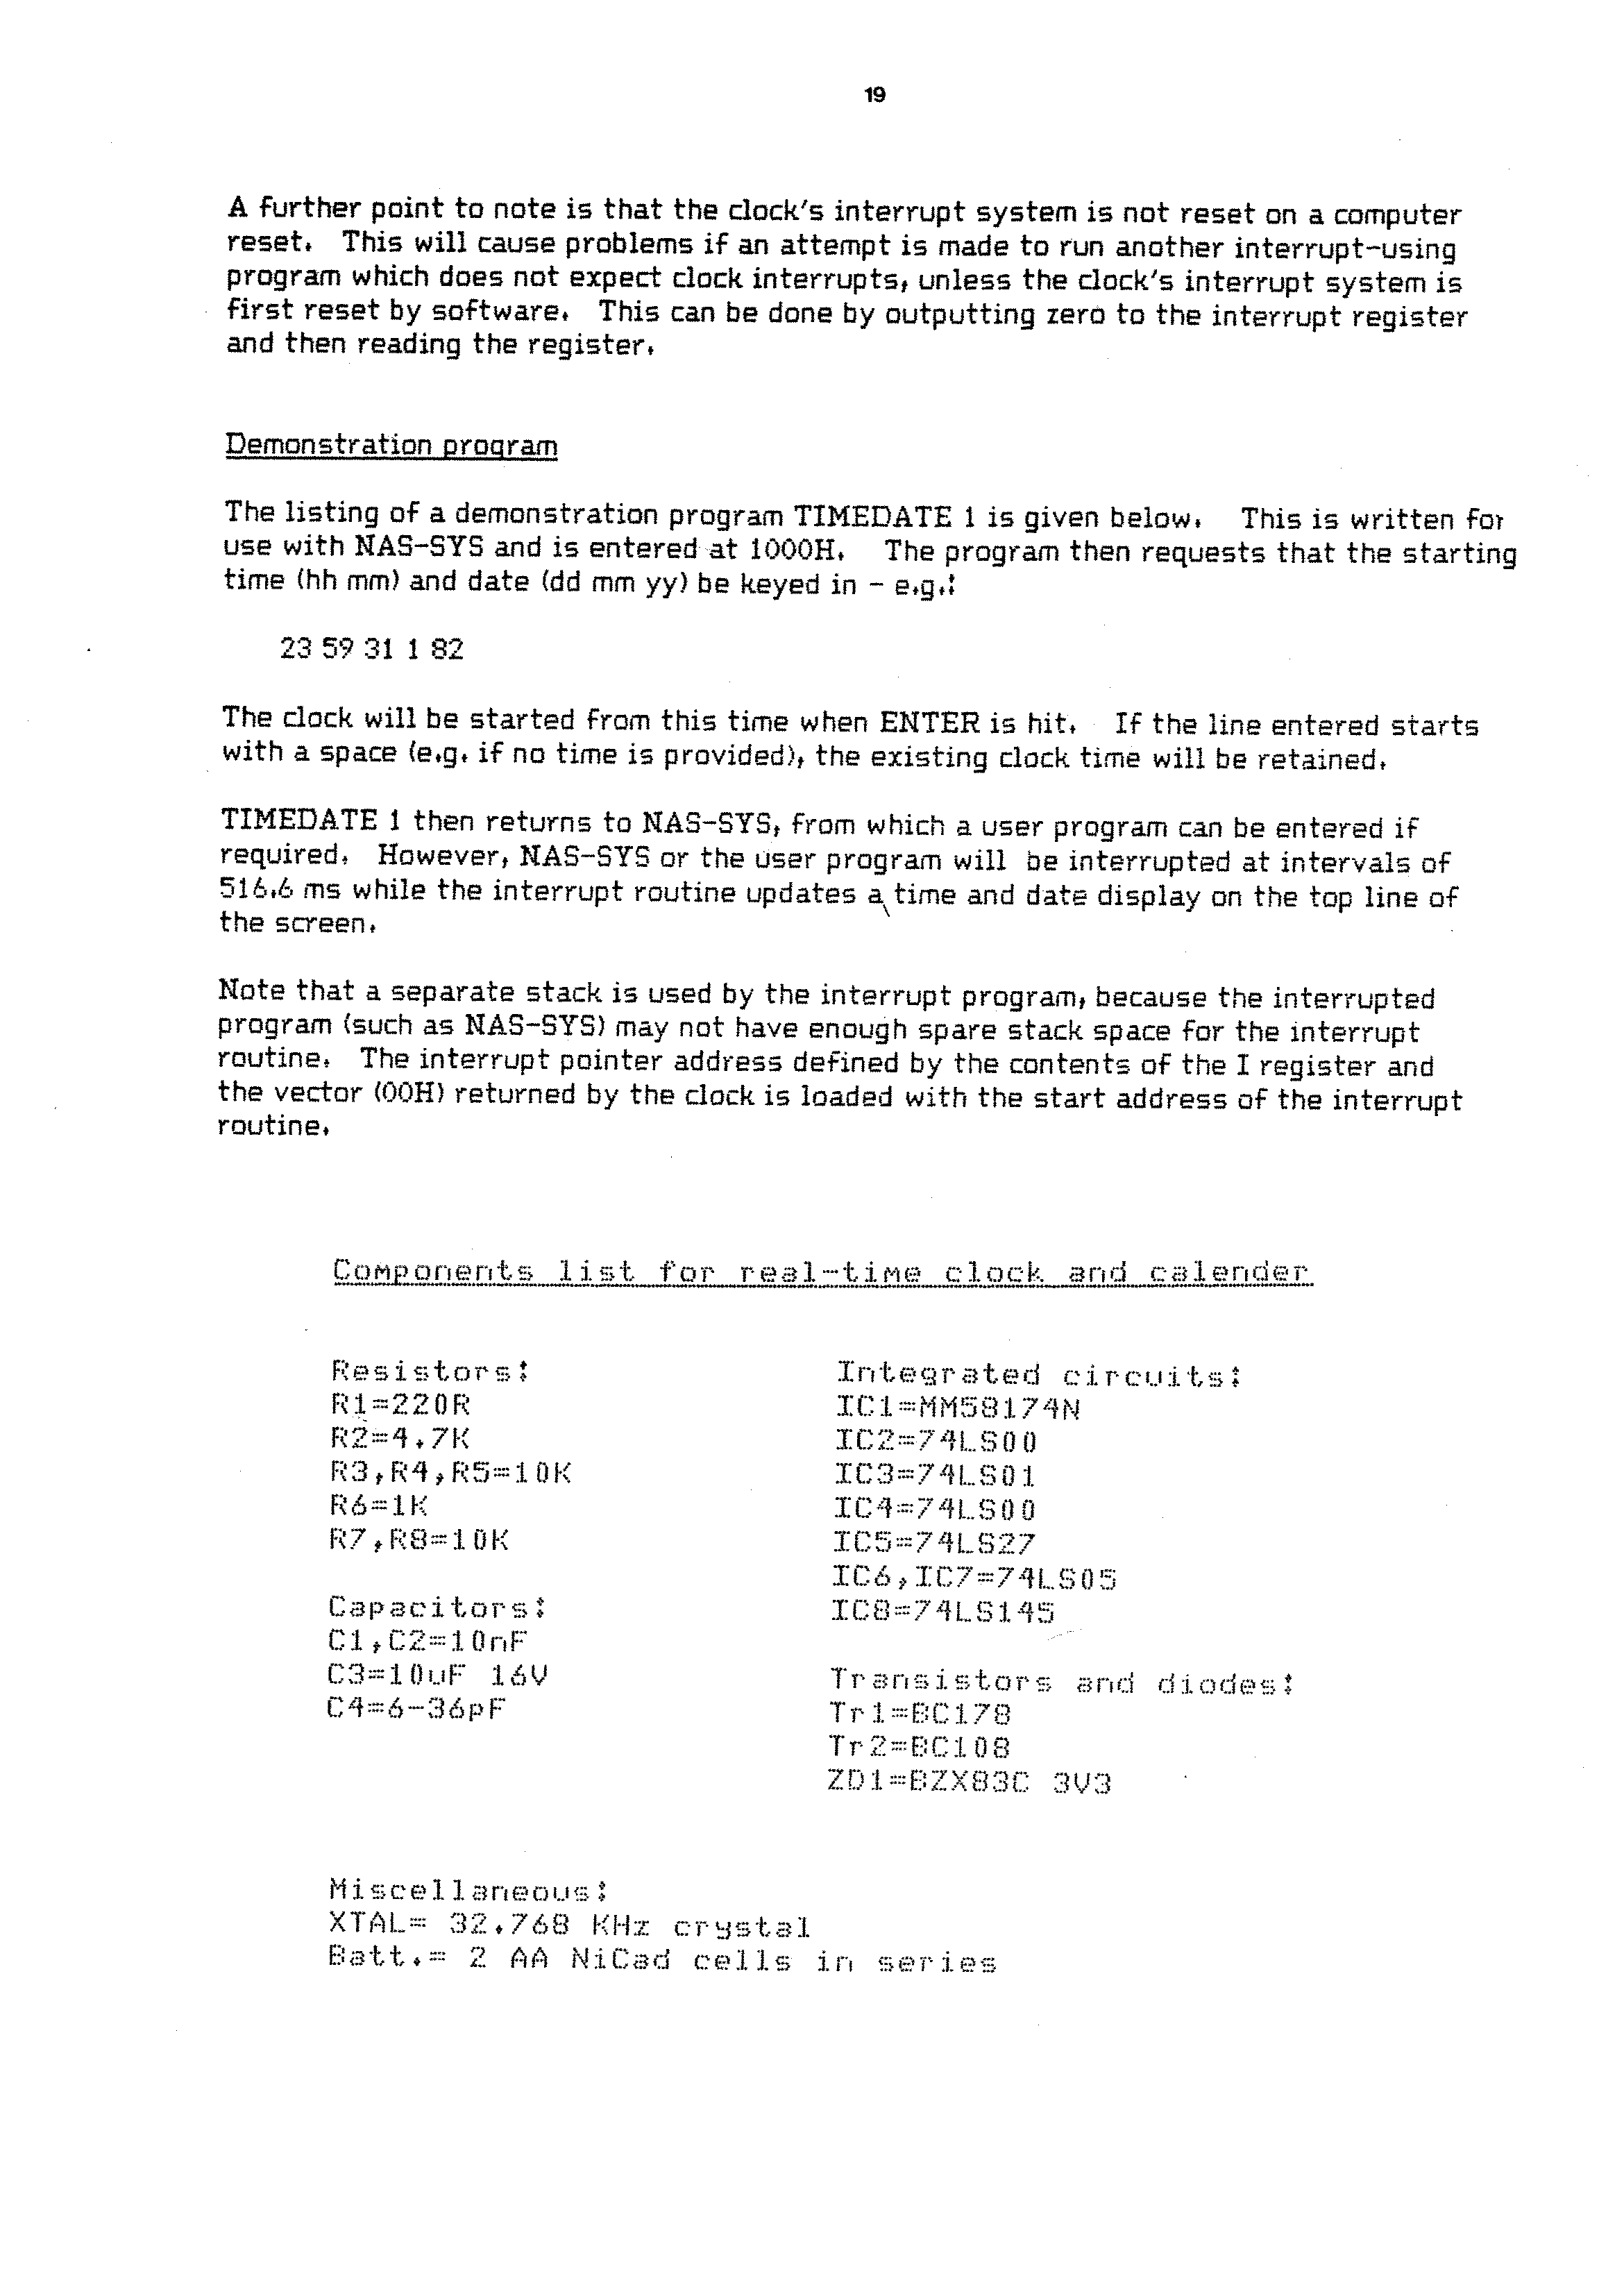 19
A further point to note is that the clock's interrupt system is not reset on a computer
reset. This will cause problems if an attempt is made to run another interrupt-using
program which does not expect clock interrupts, unless the clock's interrupt system is
first reset by software. This can be done by outputting zero to the interrupt register
and then reading the register.
Demonstration program
The listing of a demonstration program TIMEDATE 1 is given below. This is written for
use with NAS-SYS and is entered at 1000H. The program then requests that the starting
time (hh mm) and date (dd mm yy) be keyed in - e.g.:
23 59 31 1 82
The clock will be started from this time when ENTER is hit. If the line entered starts
with a space (e.g. if no time is provided), the existing clock time will be retained.
TIMEDATE 1 then returns to NAS-SYS, from which a user program can be entered if
required. However, NAS-SYS or the user program will be interrupted at intervals of
516.6 ms while the interrupt routine updates a time and date display on the top line of
the screen.
Note that a separate stack is used by the interrupt program, because the interrupted
program (such as NAS-SYS) may not have enough spare stack space for the interrupt
routine. The interrupt pointer address defined by the contents of the I register and
the vector (00H) returned by the clock is loaded with the start address of the interrupt
routine.
Components list for real-time clock and calender
Resistors:
R1=220R
R2=4.7K
R3,R4,R5=10K
R6=1K
R7,R8=10K
Capacitors:
C1,C2=10nF
C3=10uF 16V
C4=6-36pF
Integrated circuits:
IC1=MM58174N
IC2=74LS00
IC3=74LS01
IC4=74LS00
IC5=74LS27
IC6,IC7=74LS05
IC8=74LS145
Transistors and diodes:
Tr1=BC178
Tr2=BC108
ZD1=BZX83C 3V3
Miscellaneous:
XTAL= 32.768 KHz crystal
Batt.= 2 AA NiCad cells in series